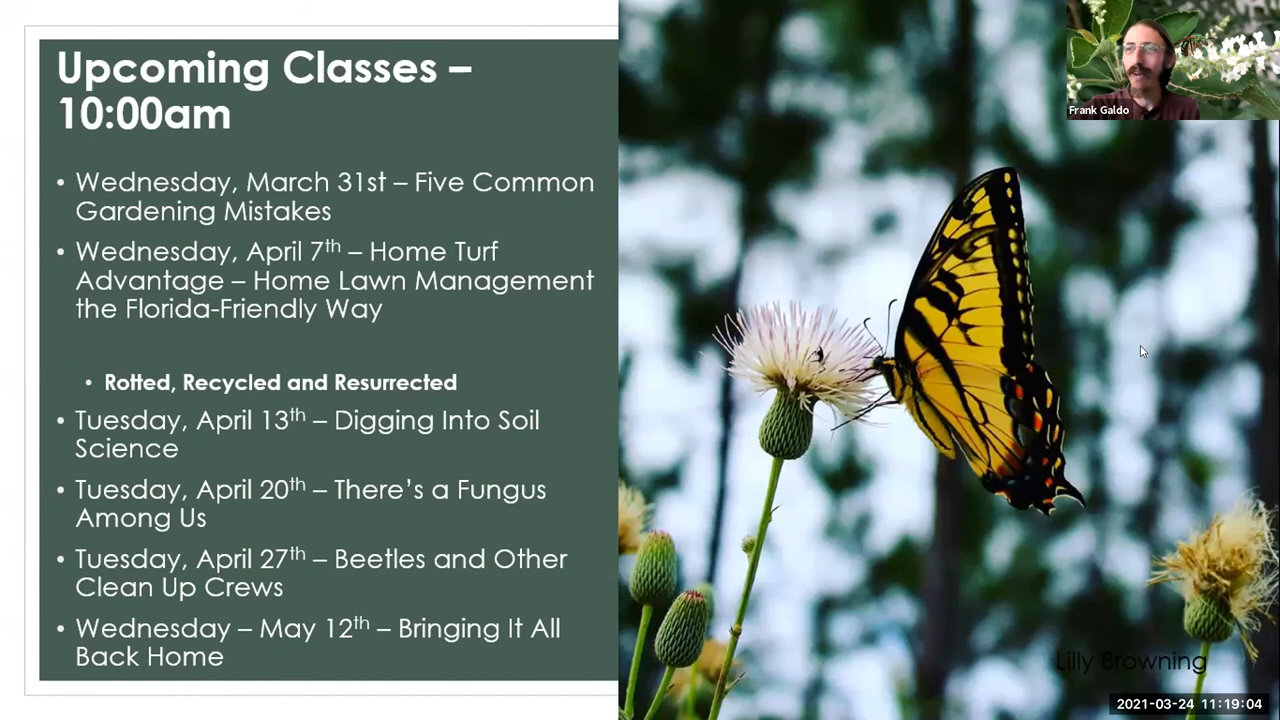 Upcoming Classes –
10:00am
• Wednesday, March 31st – Five Common
Gardening Mistakes
• Wednesday, April 7th – Home Turf
Advantage – Home Lawn Management
the Florida-Friendly Way
• Rotted, Recycled and Resurrected
• Tuesday, April 13th – Digging Into Soil
Science
• Tuesday, April 20th – There's a Fungus
Among Us
• Tuesday, April 27th – Beetles and Other
Clean Up Crews
• Wednesday – May 12th – Bringing It All
Back Home
Frank Galdo
Lilly Browning
2021-03-24 11:19:04